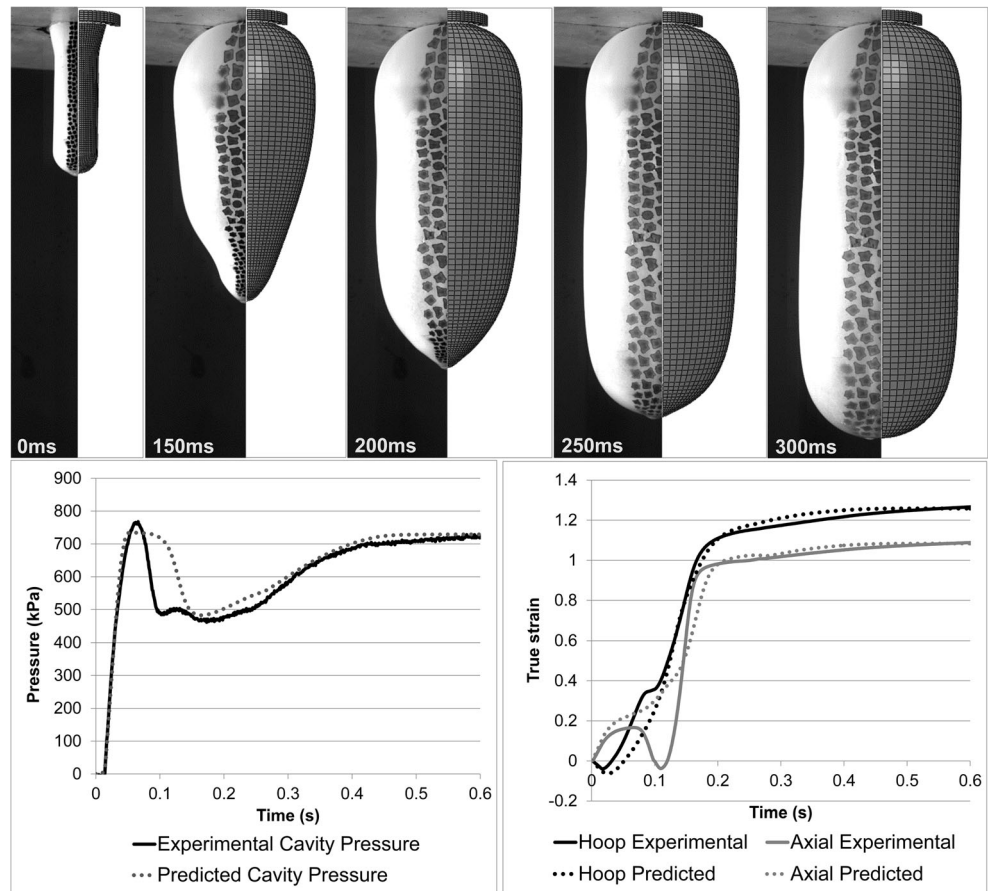 0ms
150ms
200ms
250ms
300ms
900
800
700
600
500
400
300
200
100
0
Pressure (kPa)
0 0.1 0.2 0.3 0.4 0.5 0.6
Time (s)
Experimental Cavity Pressure
Predicted Cavity Pressure
1.4
1.2
1
0.8
0.6
0.4
0.2
0
-0.2
True strain
0 0.1 0.2 0.3 0.4 0.5 0.6
Time (s)
Hoop Experimental Axial Experimental
Hoop Predicted Axial Predicted